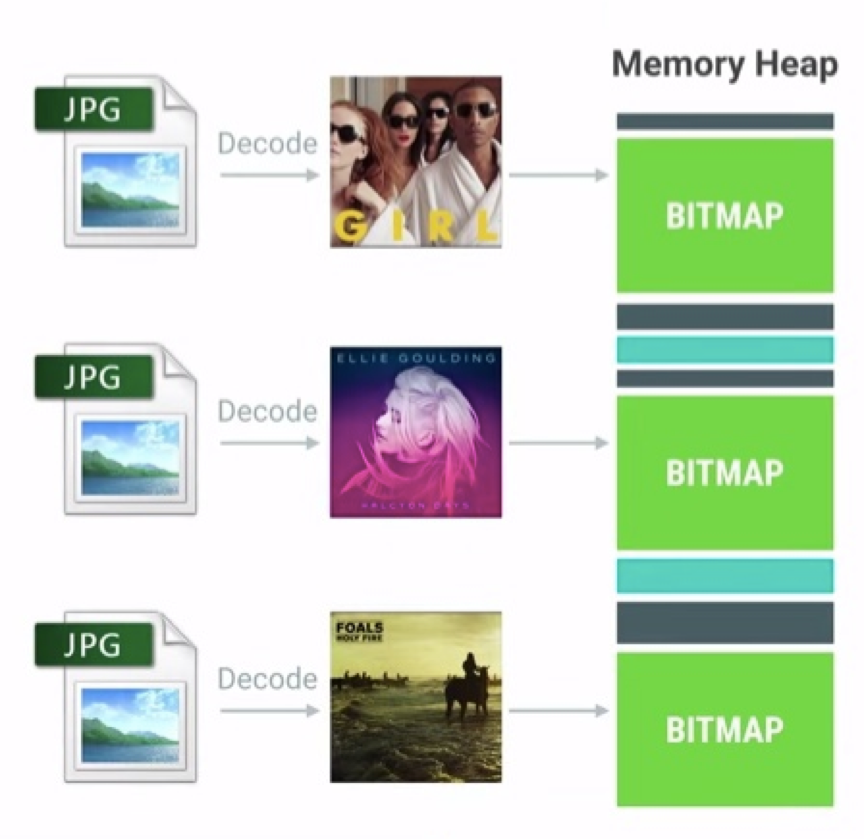 Memory Heap
JPG
Decode
GIRL
BITMAP
JPG
Decode
ELLIE GOULDING
HALCYON DAYS
BITMAP
JPG
Decode
FOALS
HOLY FIRE
BITMAP